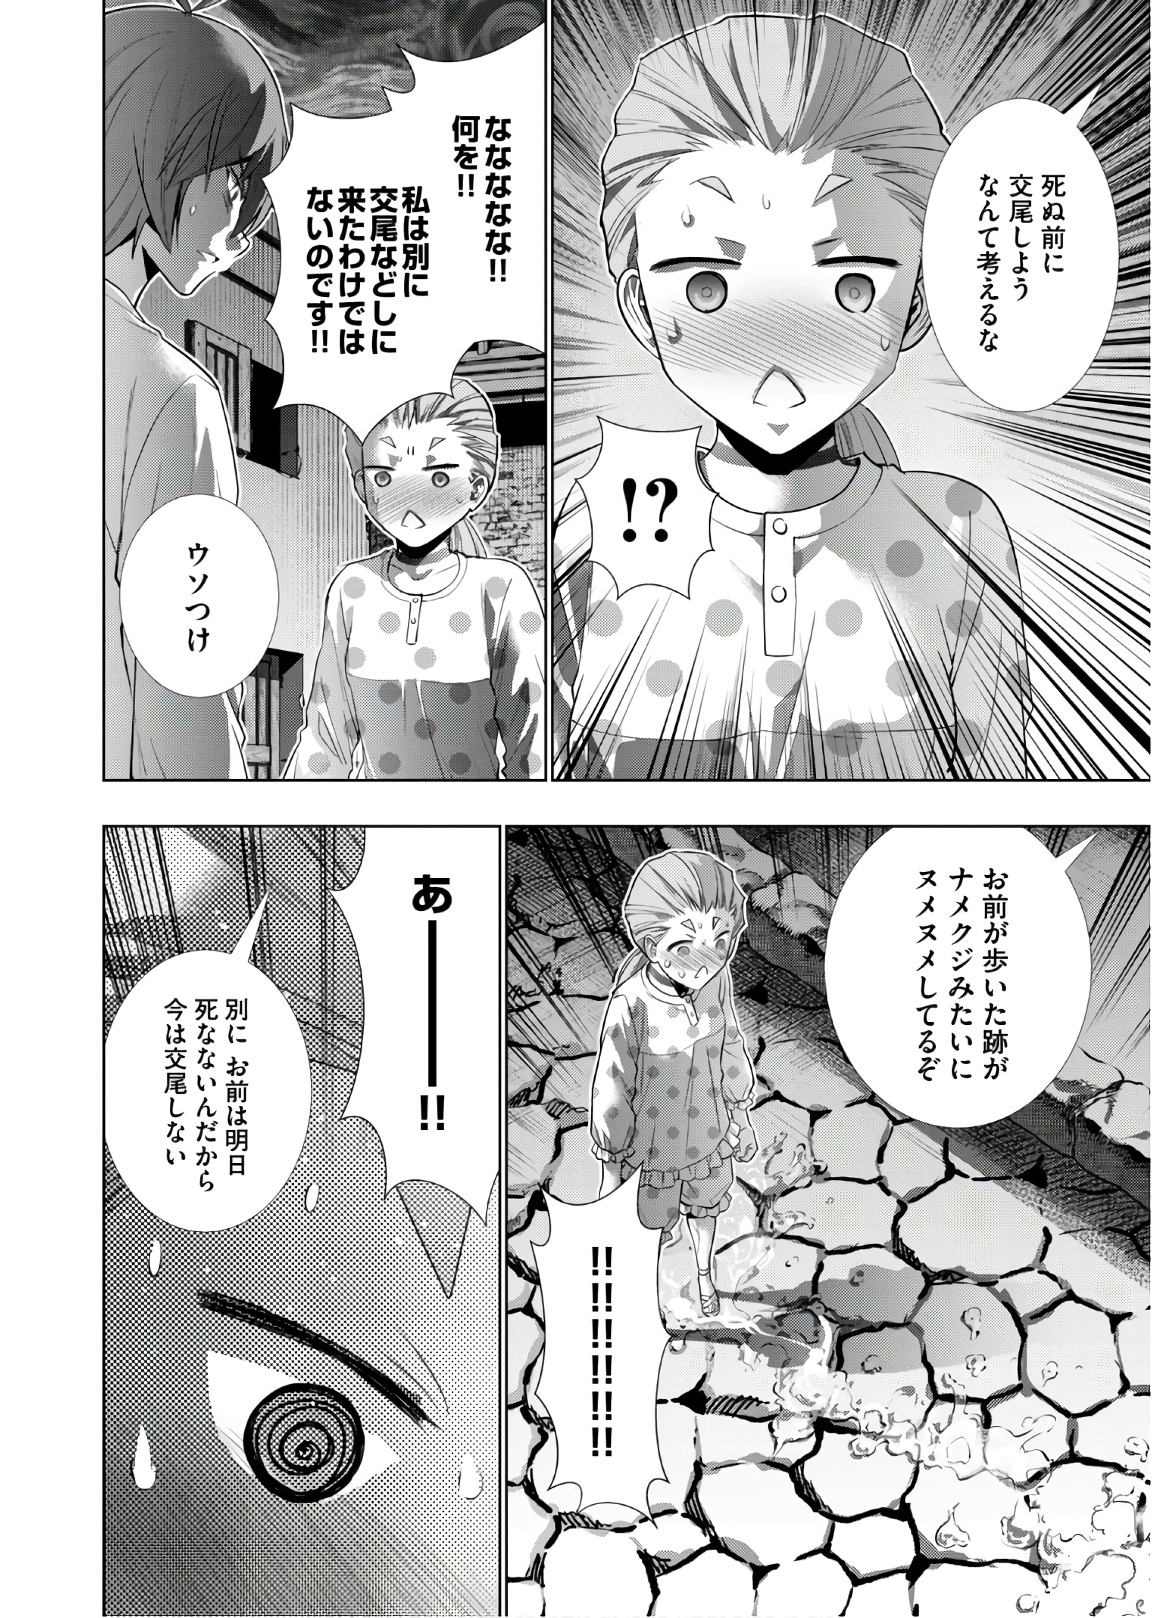 死ぬ前に
交尾しよう
なんて考えるな
!?
なななななな!!
何を!!
私は別に
交尾などしに
来たわけでは
ないのです!!
ウソつけ
お前が歩いた跡が
ナメクジみたいに
ヌメヌメしてるぞ
!!!!!!!!!!!!!!
あ――――!!
別に お前は明日
死なないんだから
今は交尾しない